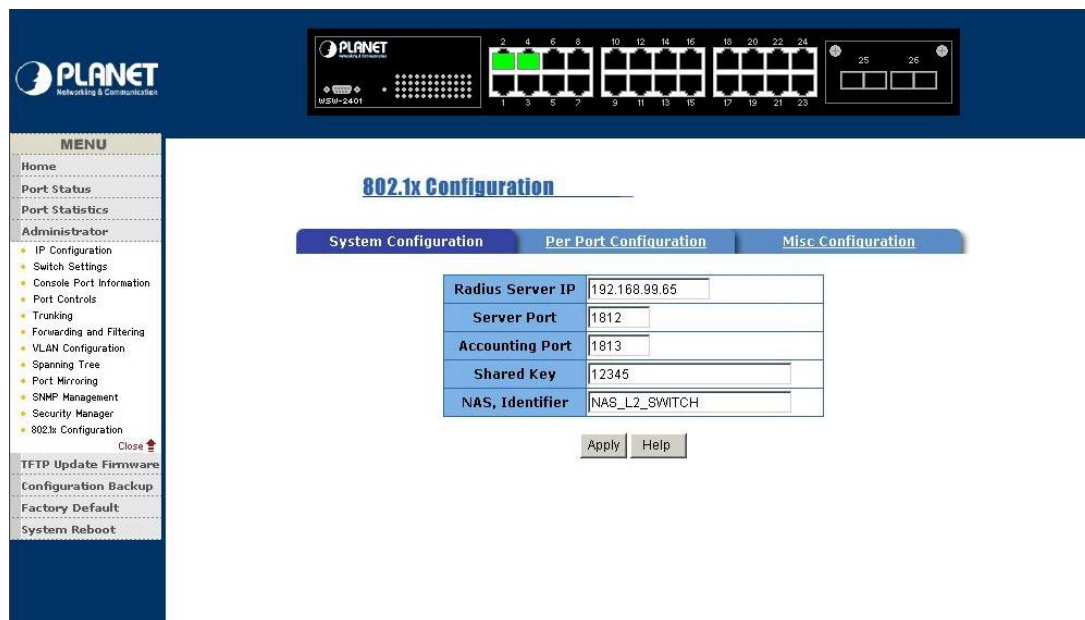 PLANET
Networking & Communication
PLANET
Networking & Communication
WSW-2401
2 4 6 8 10 12 14 16 18 20 22 24
1 3 5 7 9 11 13 15 17 19 21 23
25 26
MENU
Home
Port Status
Port Statistics
Administrator
IP Configuration
Switch Settings
Console Port Information
Port Controls
Trunking
Forwarding and Filtering
VLAN Configuration
Spanning Tree
Port Mirroring
SNMP Management
Security Manager
802.1x Configuration
Close
TFTP Update Firmware
Configuration Backup
Factory Default
System Reboot
802.1x Configuration
System Configuration Per Port Configuration Misc Configuration
Radius Server IP 192.168.99.65
Server Port 1812
Accounting Port 1813
Shared Key 12345
NAS, Identifier NAS_L2_SWITCH
Apply Help